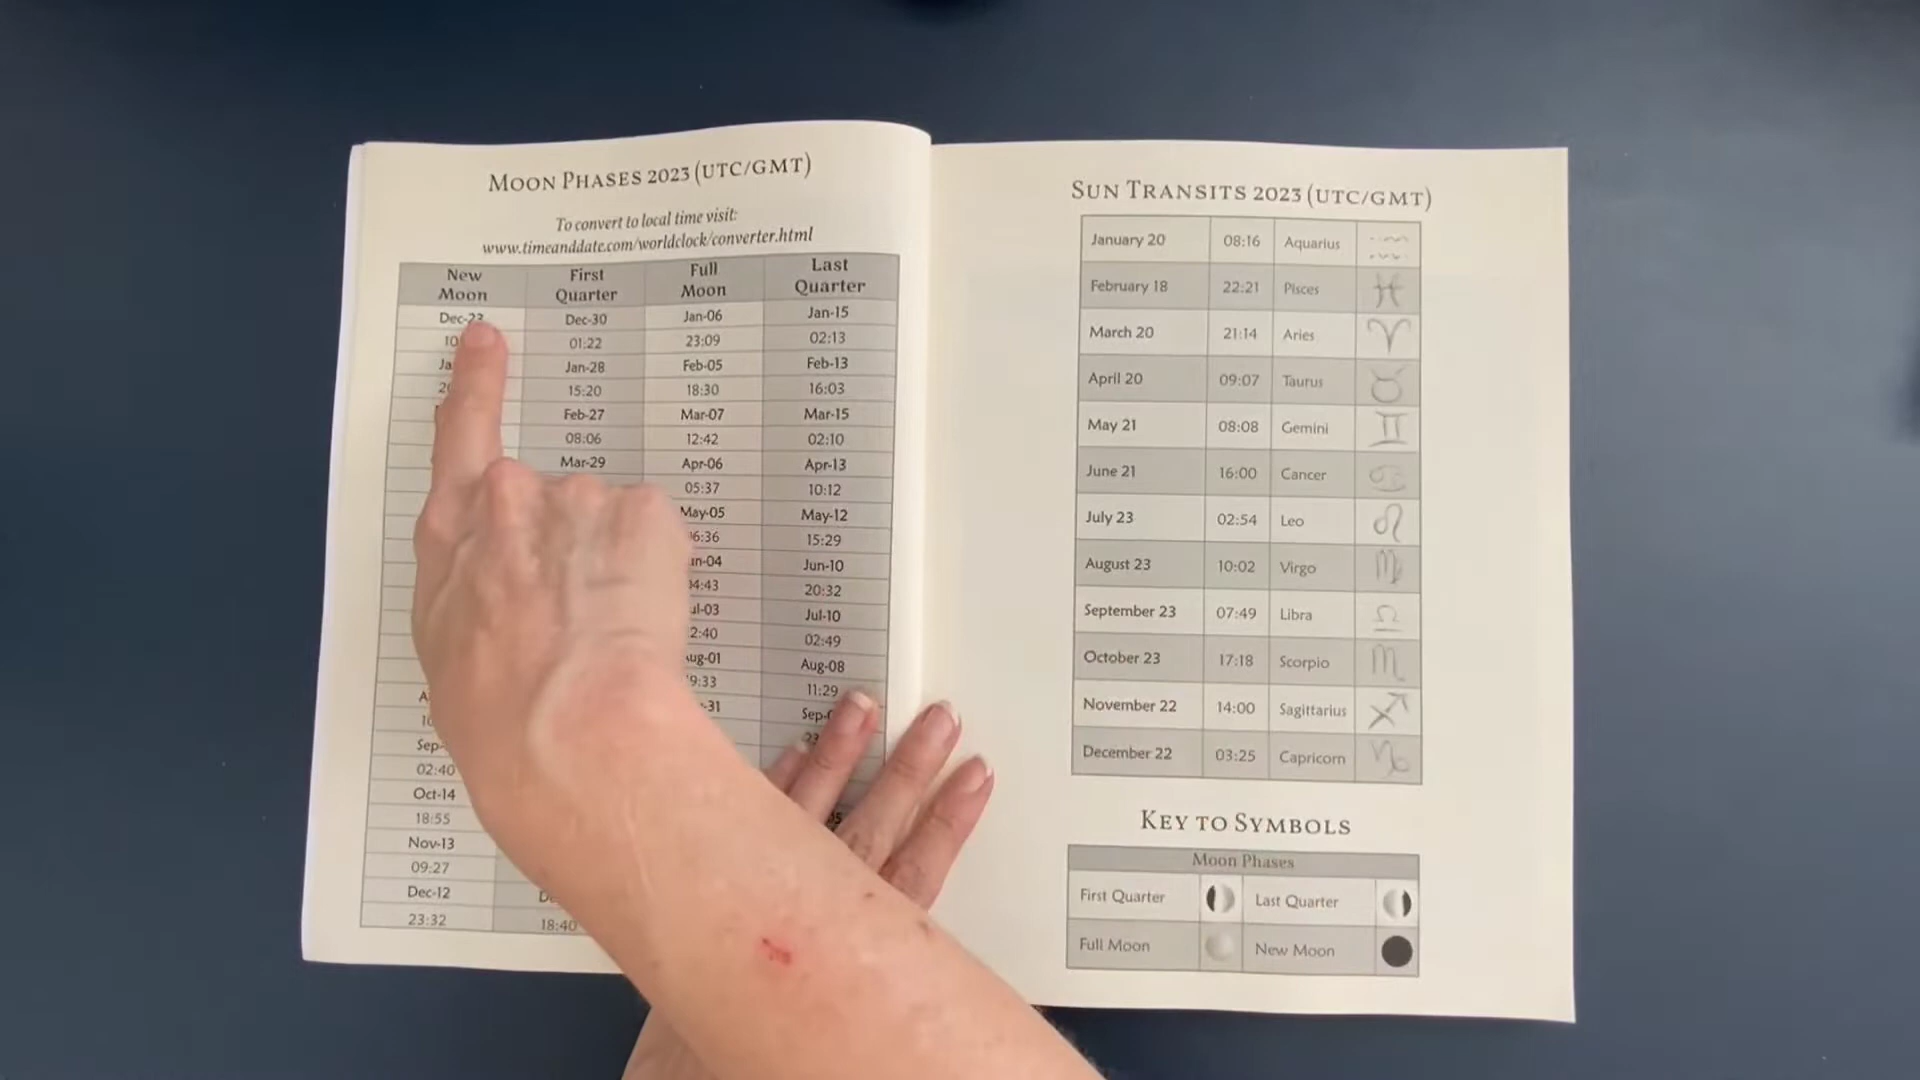 MOON PHASES 2023 (UTC/GMT)
To convert to local time visit:
www.timeanddate.com/worldclock/converter.html
New Moon First Quarter Full Moon Last Quarter
Dec-23 Dec-30 Jan-06 Jan-15
01:22 23:09 02:13
Jan-28 Feb-05 Feb-13
15:20 18:30 16:03
Feb-27 Mar-07 Mar-15
08:06 12:42 02:10
Mar-29 Apr-06 Apr-13
05:37 10:12
May-05 May-12
15:29
Jun-10
20:32
Jul-10
02:49
Aug-08
11:29
02:40
Oct-14
18:55
Nov-13
09:27
Dec-12
23:32 18:40
SUN TRANSITS 2023 (UTC/GMT)
January 20 08:16 Aquarius
February 18 22:21 Pisces
March 20 21:14 Aries
April 20 09:07 Taurus
May 21 08:08 Gemini
June 21 16:00 Cancer
July 23 02:54 Leo
August 23 10:02 Virgo
September 23 07:49 Libra
October 23 17:18 Scorpio
November 22 14:00 Sagittarius
December 22 03:25 Capricorn
KEY TO SYMBOLS
Moon Phases
First Quarter Last Quarter
Full Moon New Moon